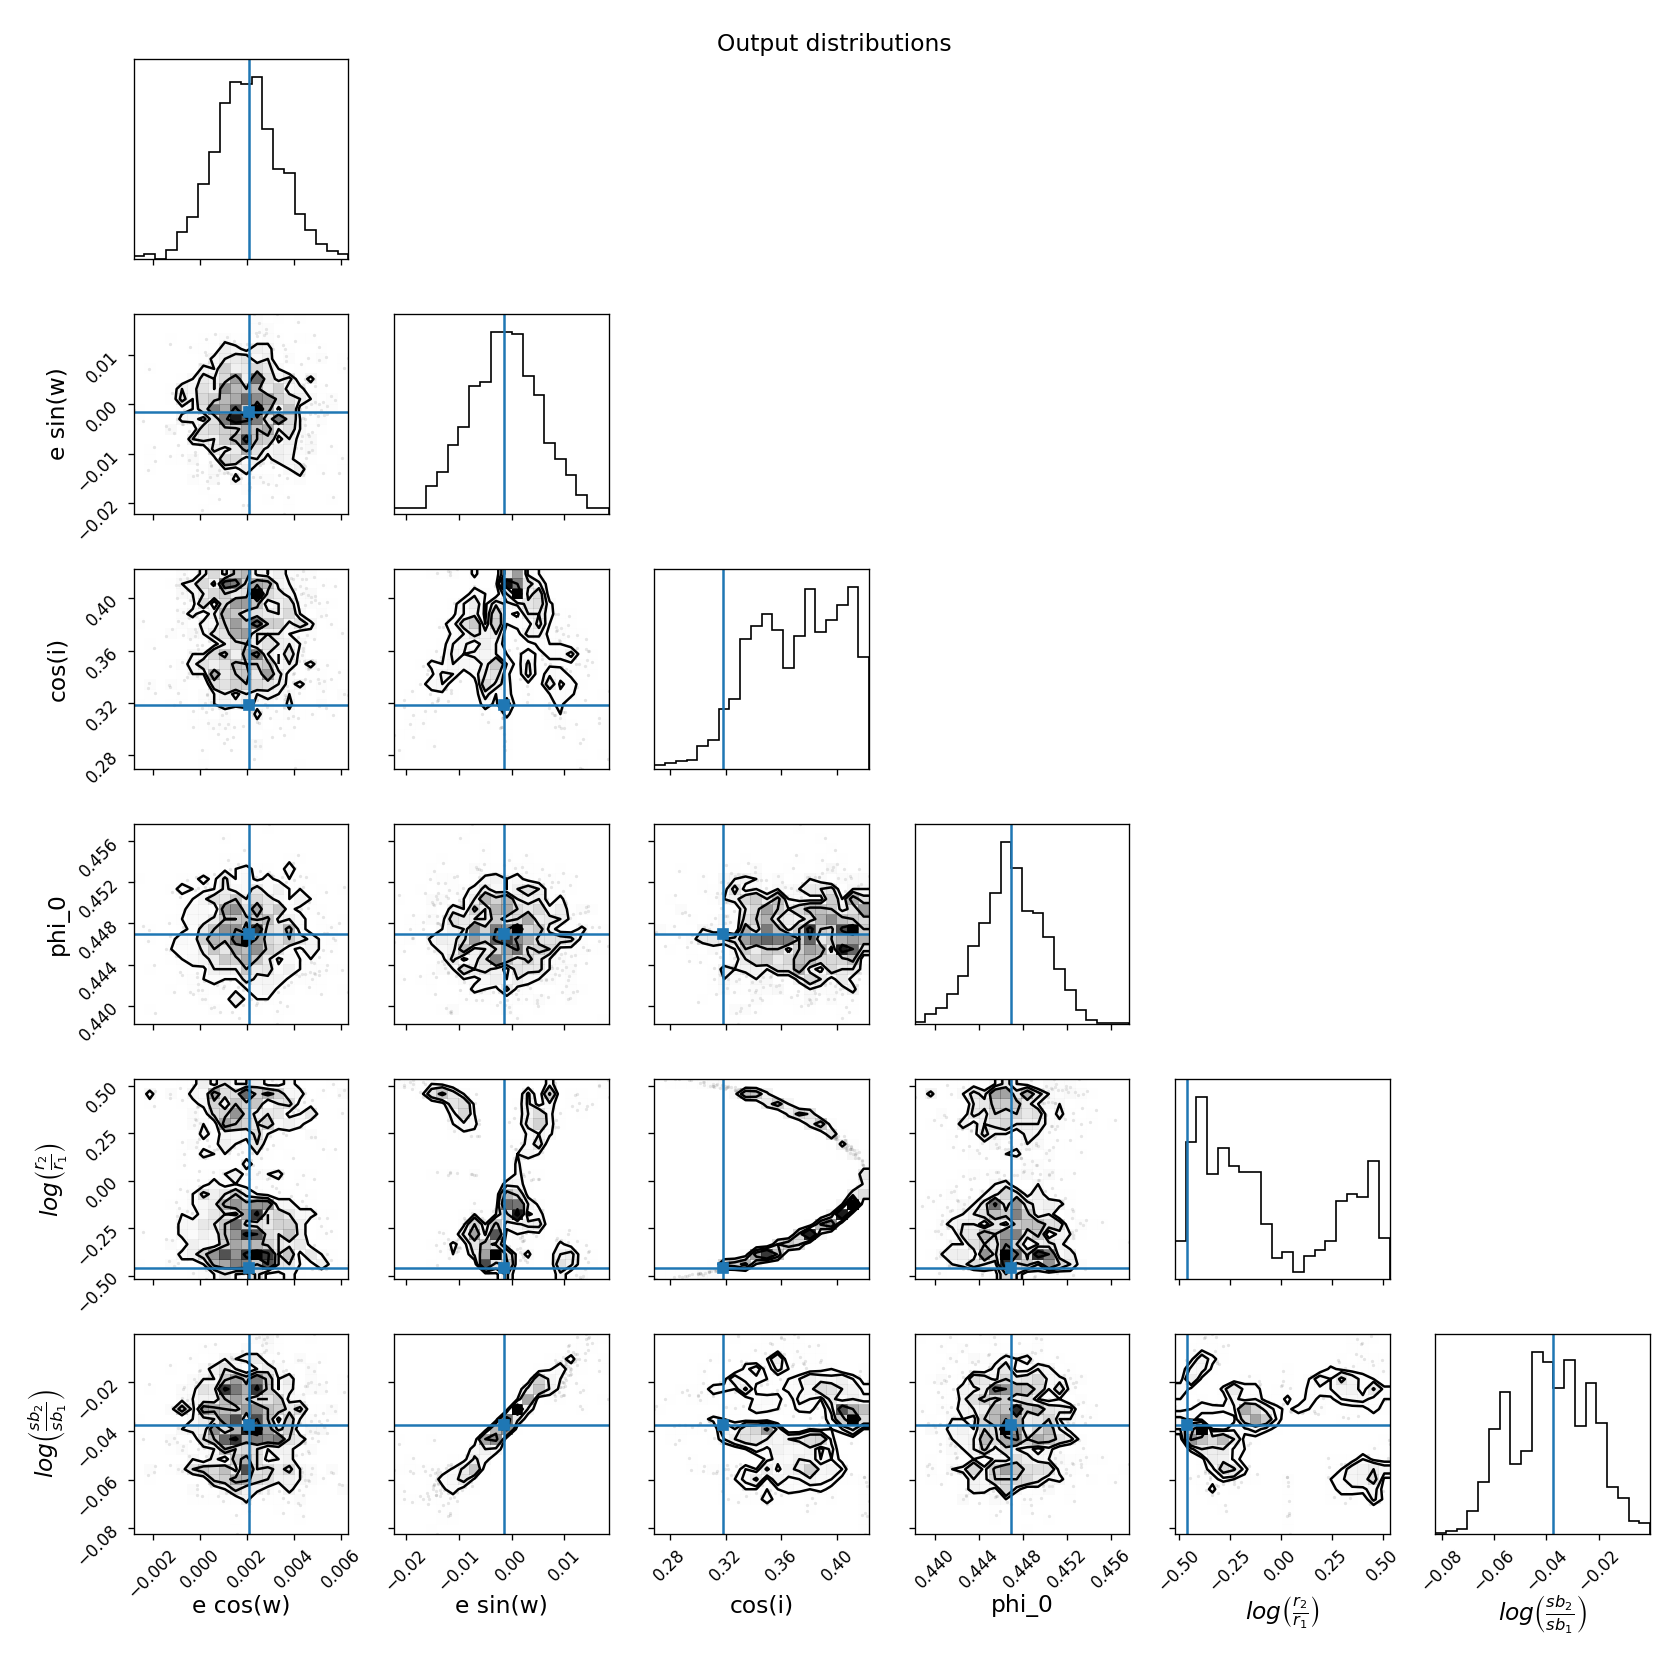 Output distributions
0.01
0.00
−0.01
−0.02
e sin(w)
0.40
0.36
0.32
0.28
cos(i)
0.456
0.452
0.448
0.444
0.440
phi_0
0.50
0.25
0.00
−0.25
−0.50
log(r₂/r₁)
−0.02
−0.04
−0.06
−0.08
log(sb₂/sb₁)
−0.002 0.000 0.002 0.004 0.006
−0.02 −0.01 0.00 0.01
0.28 0.32 0.36 0.40
0.440 0.444 0.448 0.452 0.456
−0.50 −0.25 0.00 0.25 0.50
−0.08 −0.06 −0.04 −0.02
e cos(w)
e sin(w)
cos(i)
phi_0
log(r₂/r₁)
log(sb₂/sb₁)